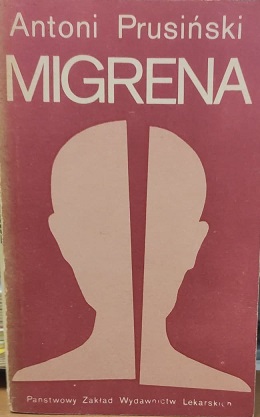 Antoni Prusiński
MIGRENA
Państwowy Zakład Wydawnictw Lekarskich